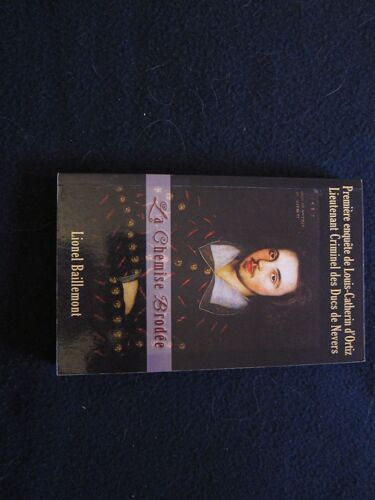 Première enquête de Louis-Catherin d'Ortiz
Lieutenant Criminel des Ducs de Nevers
La Chemise Brodée
Lionel Baillemont